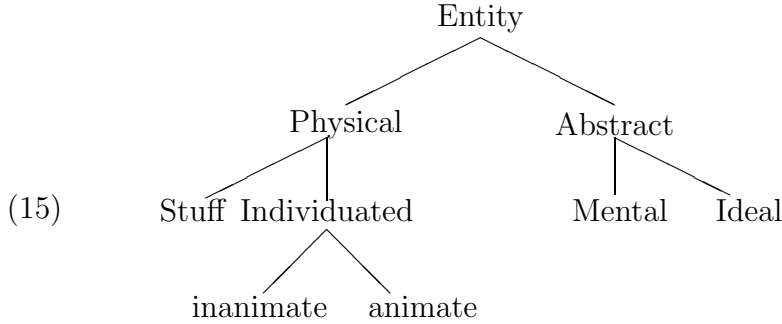 Entity
Physical Abstract
(15) Stuff Individuated Mental Ideal
inanimate animate